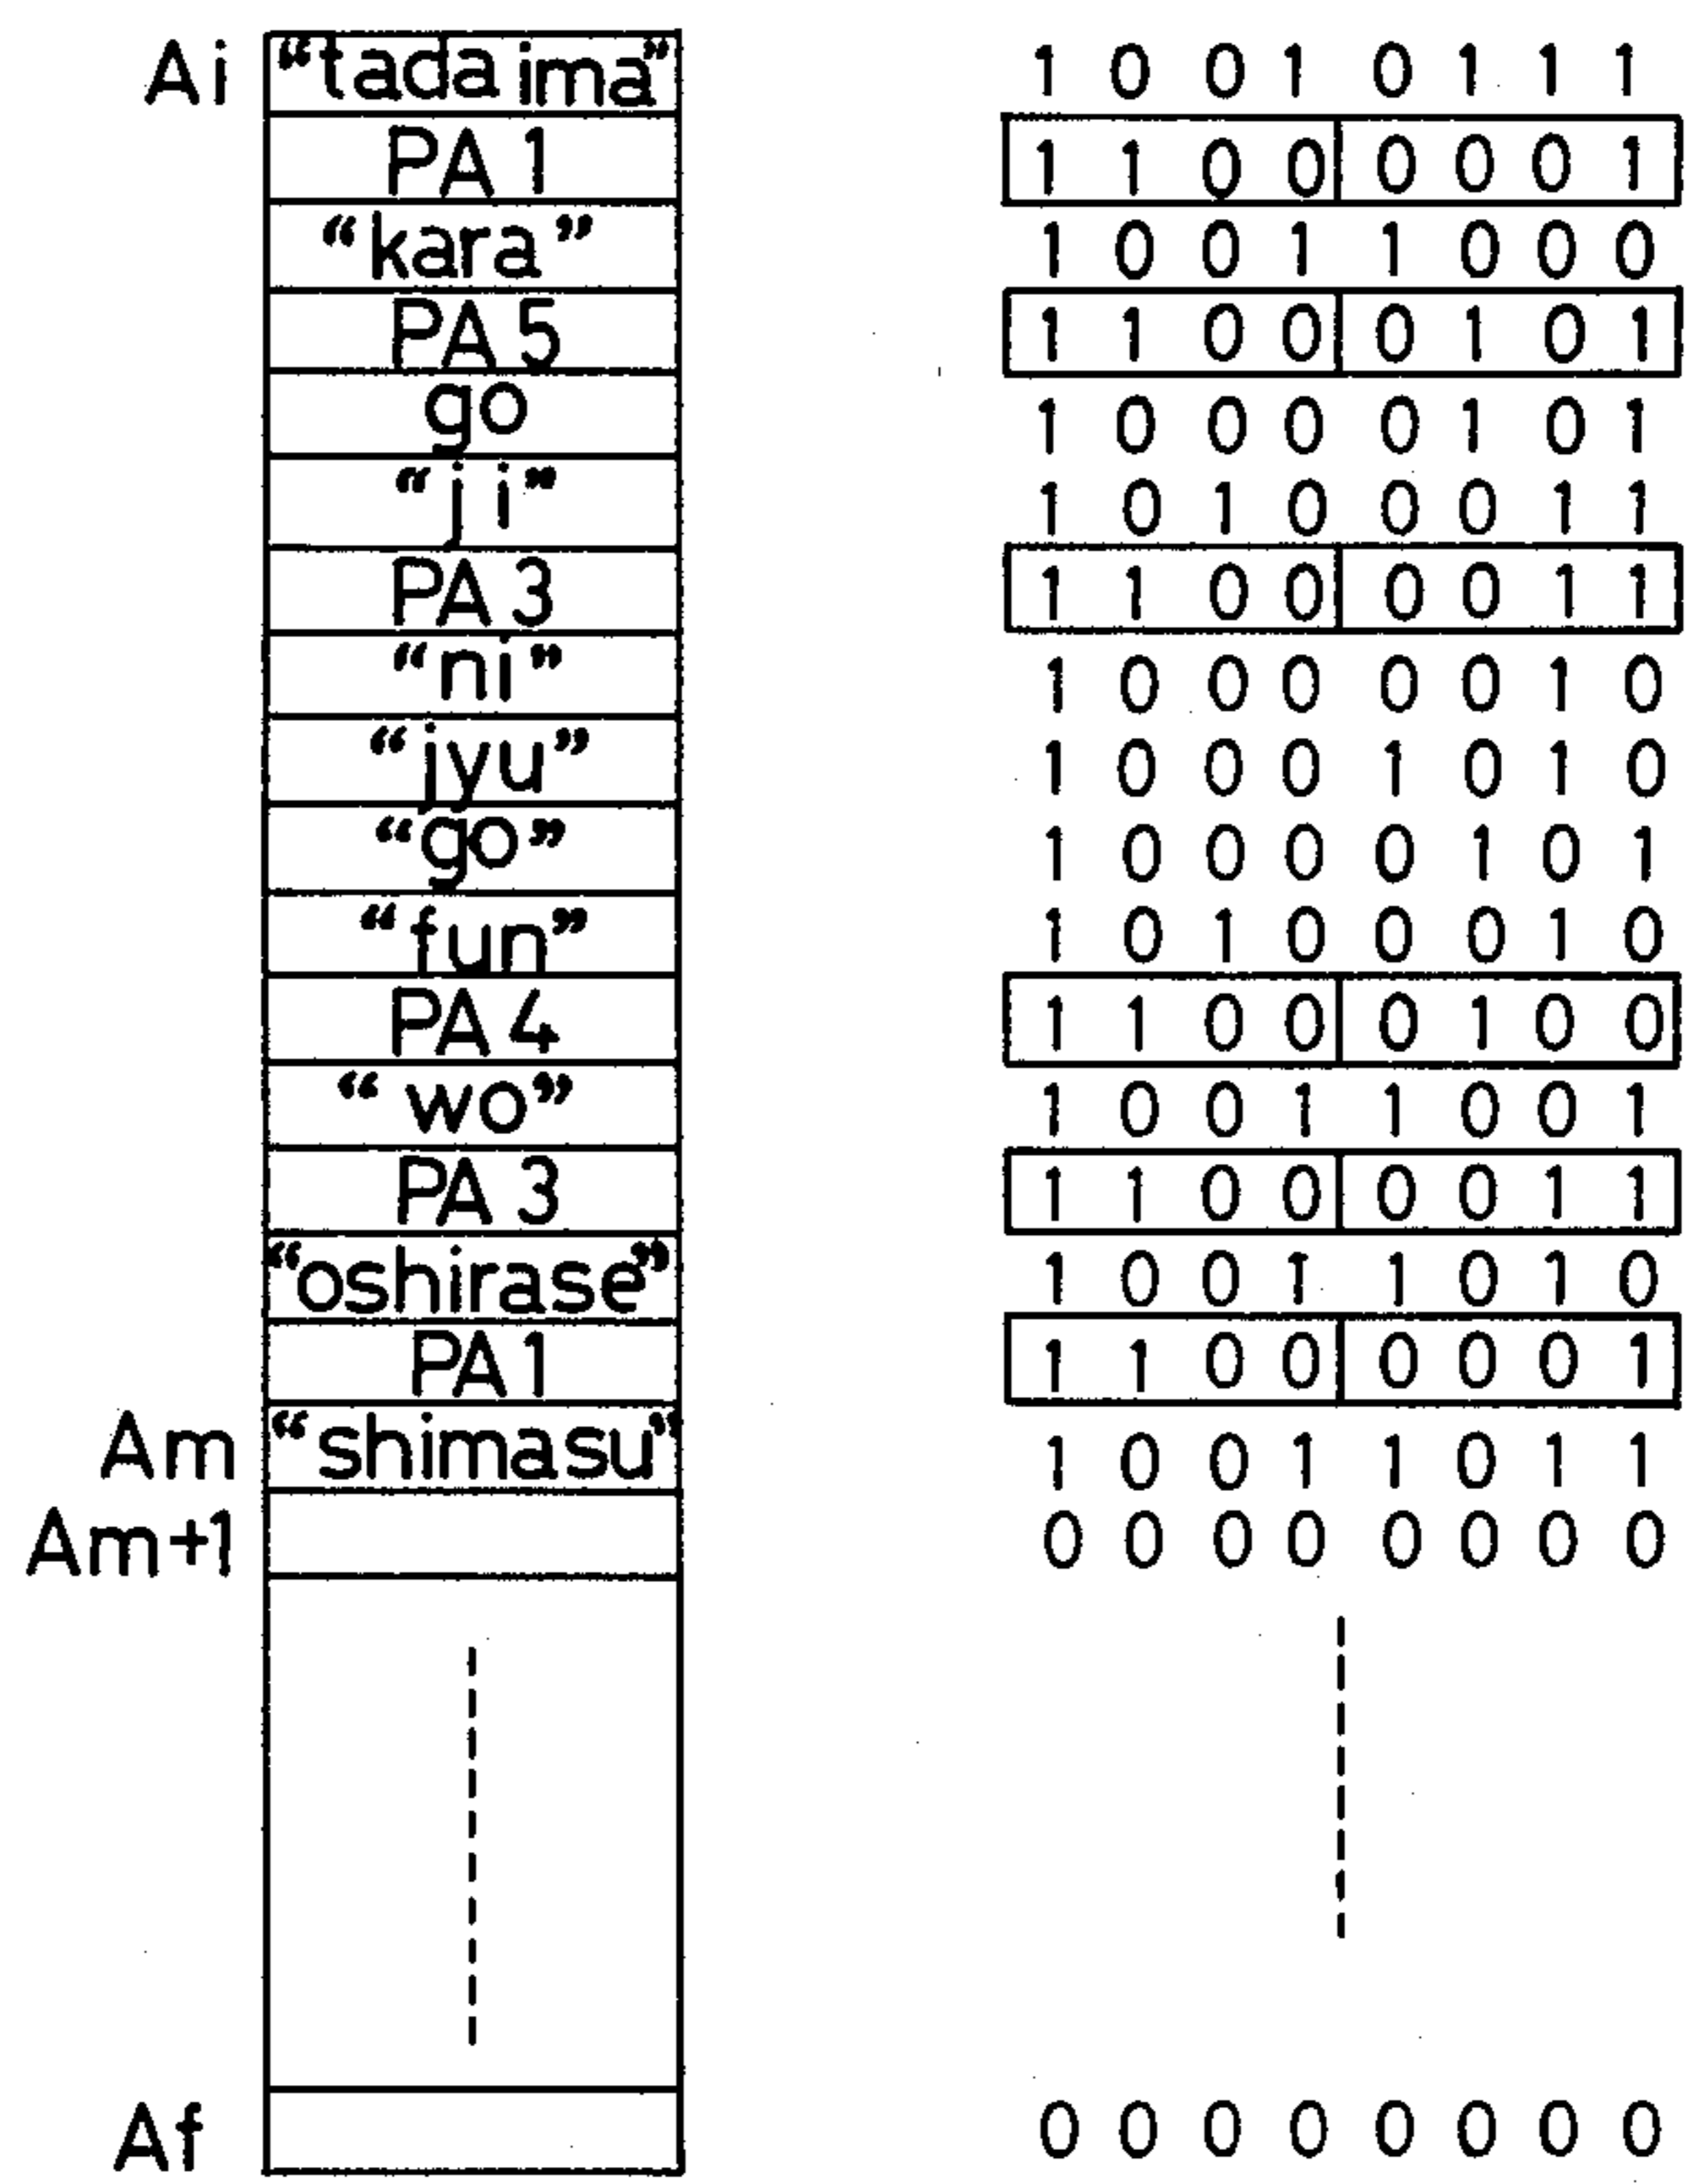 Ai “tadaima” 1 0 0 1 0 1 1 1
PA 1 1 1 0 0 0 0 0 1
“kara” 1 0 0 1 1 0 0 0
PA 5 1 1 0 0 0 1 0 1
go 1 0 0 0 0 1 0 1
“ji” 1 0 1 0 0 0 1 1
PA 3 1 1 0 0 0 0 1 1
“ni” 1 0 0 0 0 0 1 0
“jyu” 1 0 0 0 1 0 1 0
“go” 1 0 0 0 0 1 0 1
“fun” 1 0 1 0 0 0 1 0
PA 4 1 1 0 0 0 1 0 0
“wo” 1 0 0 1 1 0 0 1
PA 3 1 1 0 0 0 0 1 1
“oshirase” 1 0 0 1 1 0 1 0
PA1 1 1 0 0 0 0 0 1
Am “shimasu” 1 0 0 1 1 0 1 1
Am+1 0 0 0 0 0 0 0 0
Af 0 0 0 0 0 0 0 0